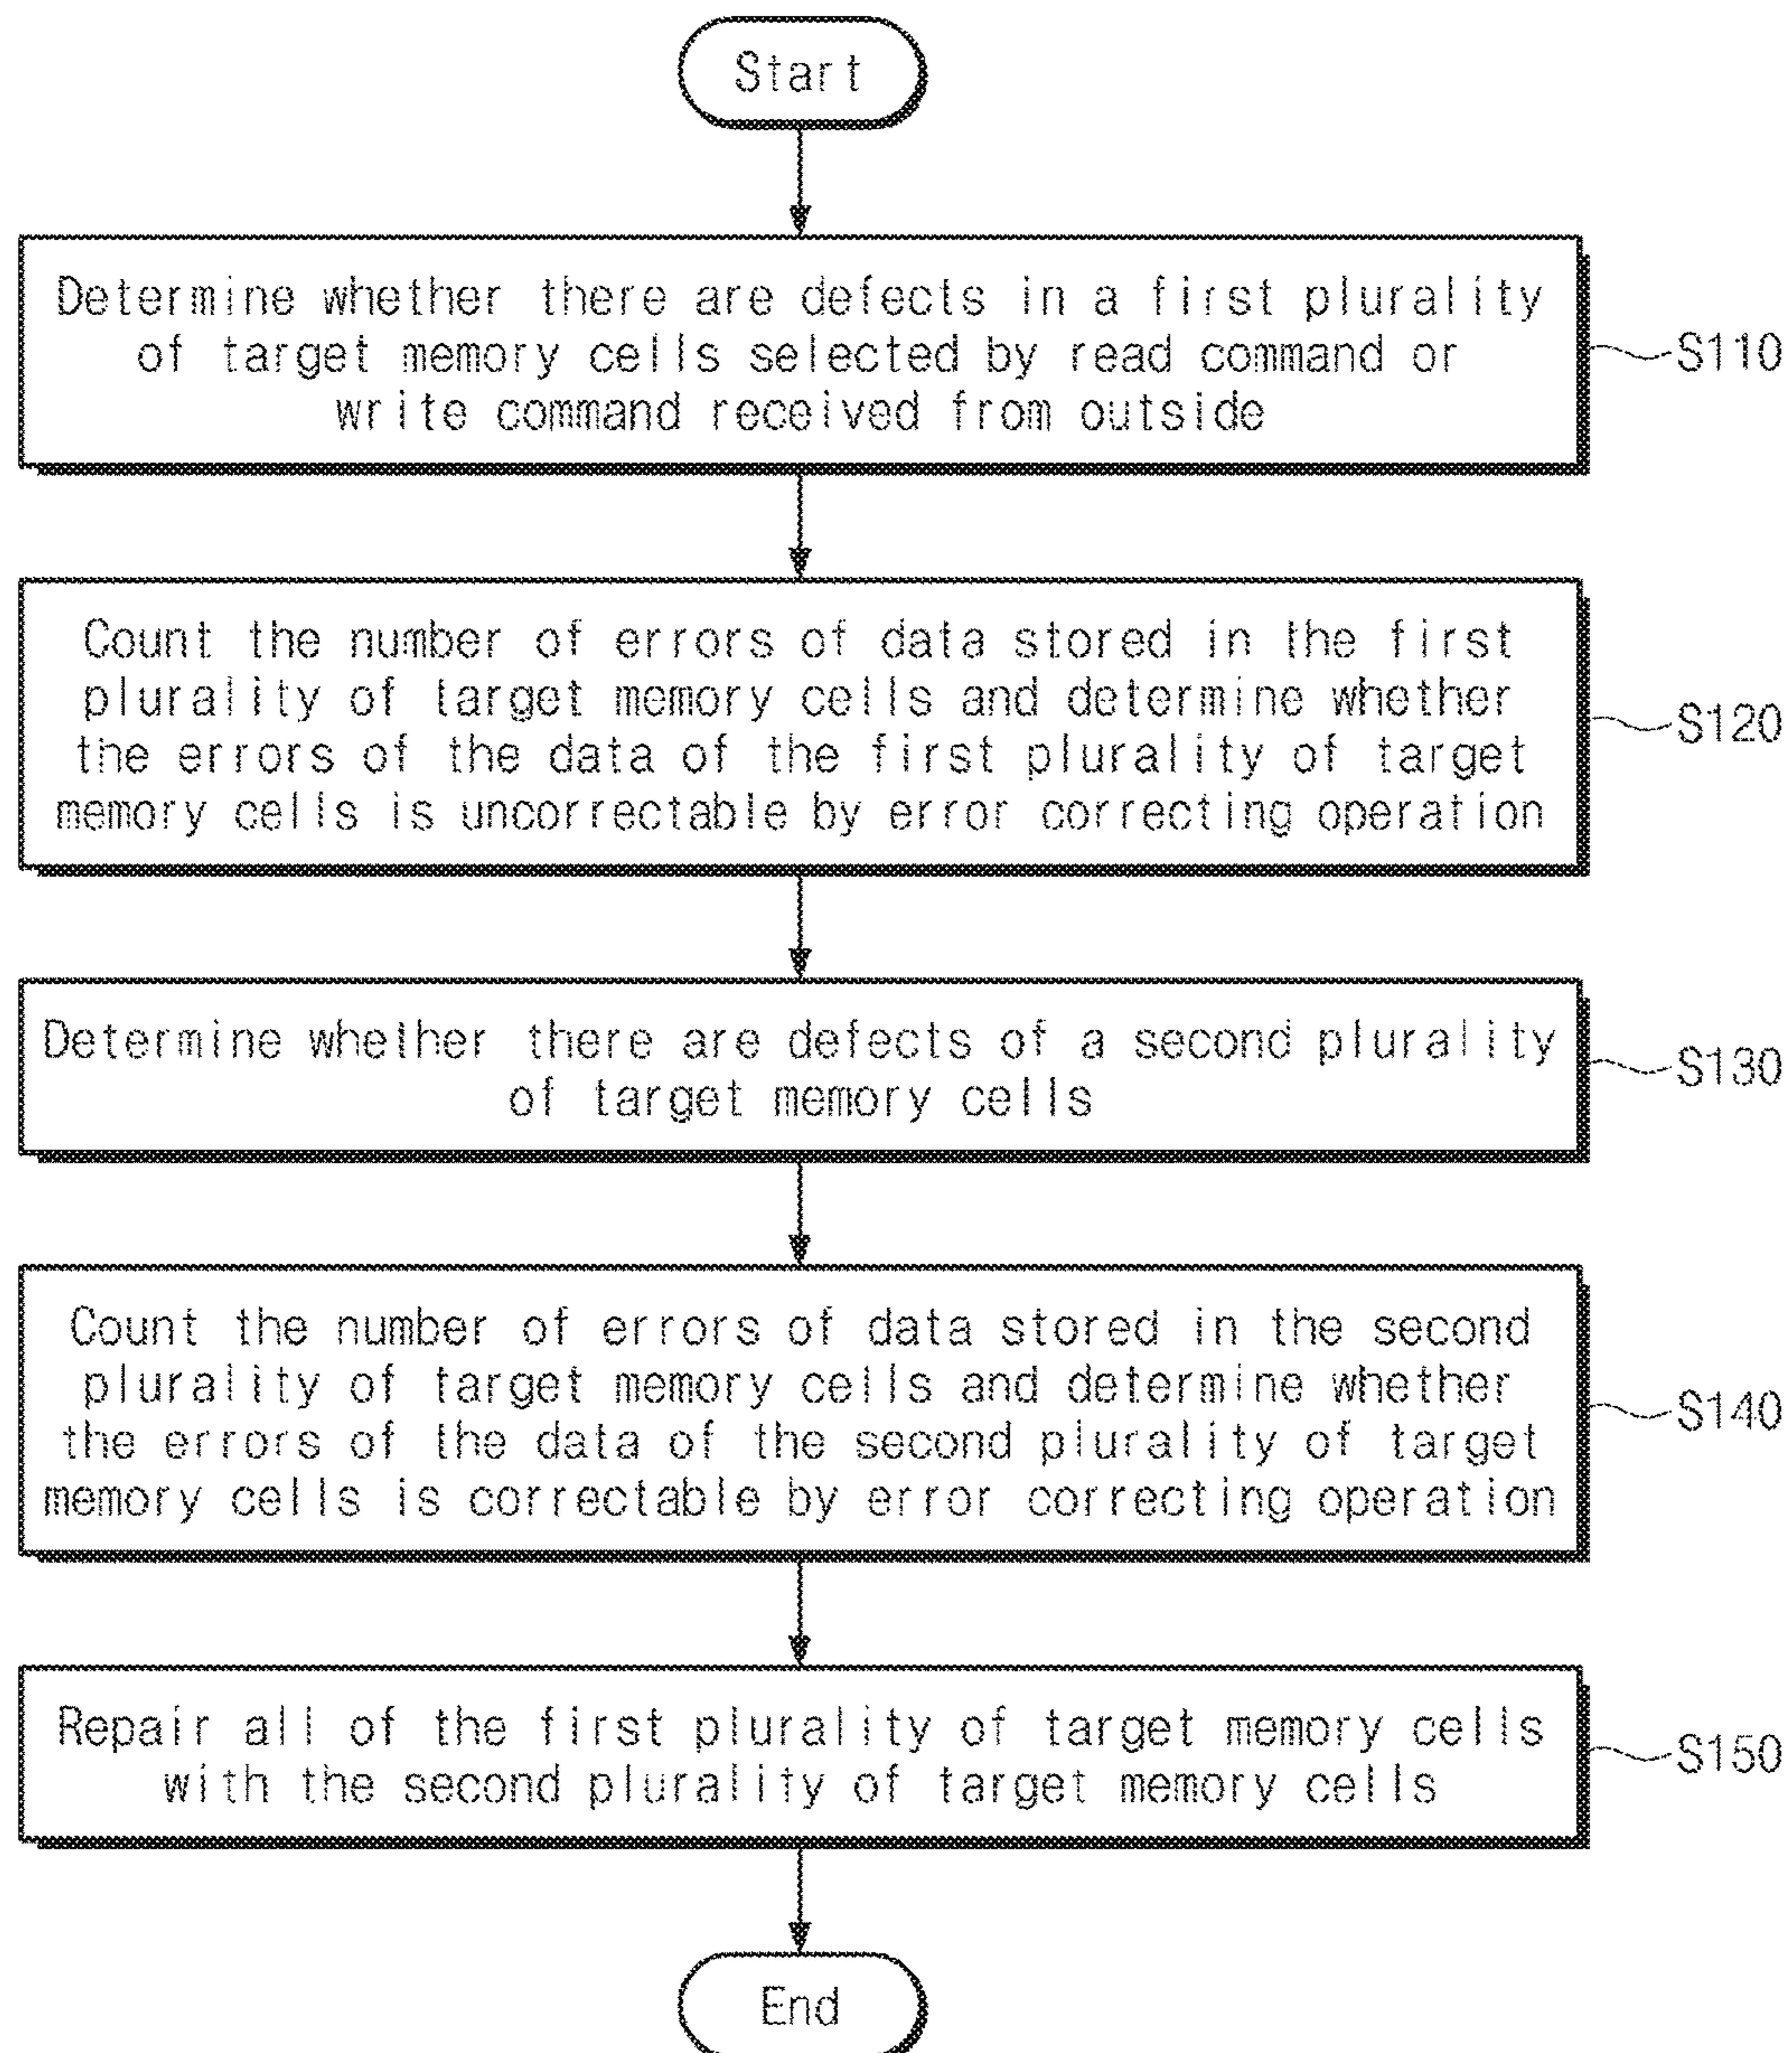 Start
Determine whether there are defects in a first plurality
of target memory cells selected by read command or
write command received from outside
S110
Count the number of errors of data stored in the first
plurality of target memory cells and determine whether
the errors of the data of the first plurality of target
memory cells is uncorrectable by error correcting operation
S120
Determine whether there are defects of a second plurality
of target memory cells
S130
Count the number of errors of data stored in the second
plurality of target memory cells and determine whether
the errors of the data of the second plurality of target
memory cells is correctable by error correcting operation
S140
Repair all of the first plurality of target memory cells
with the second plurality of target memory cells
S150
End